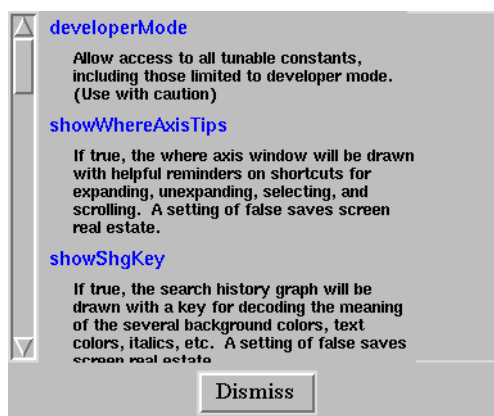 developerMode
Allow access to all tunable constants,
including those limited to developer mode.
(Use with caution)
showWhereAxisTips
If true, the where axis window will be drawn
with helpful reminders on shortcuts for
expanding, unexpanding, selecting, and
scrolling.  A setting of false saves screen
real estate.
showShgKey
If true, the search history graph will be
drawn with a key for decoding the meaning
of the several background colors, text
colors, italics, etc.  A setting of false saves
screen real estate
Dismiss